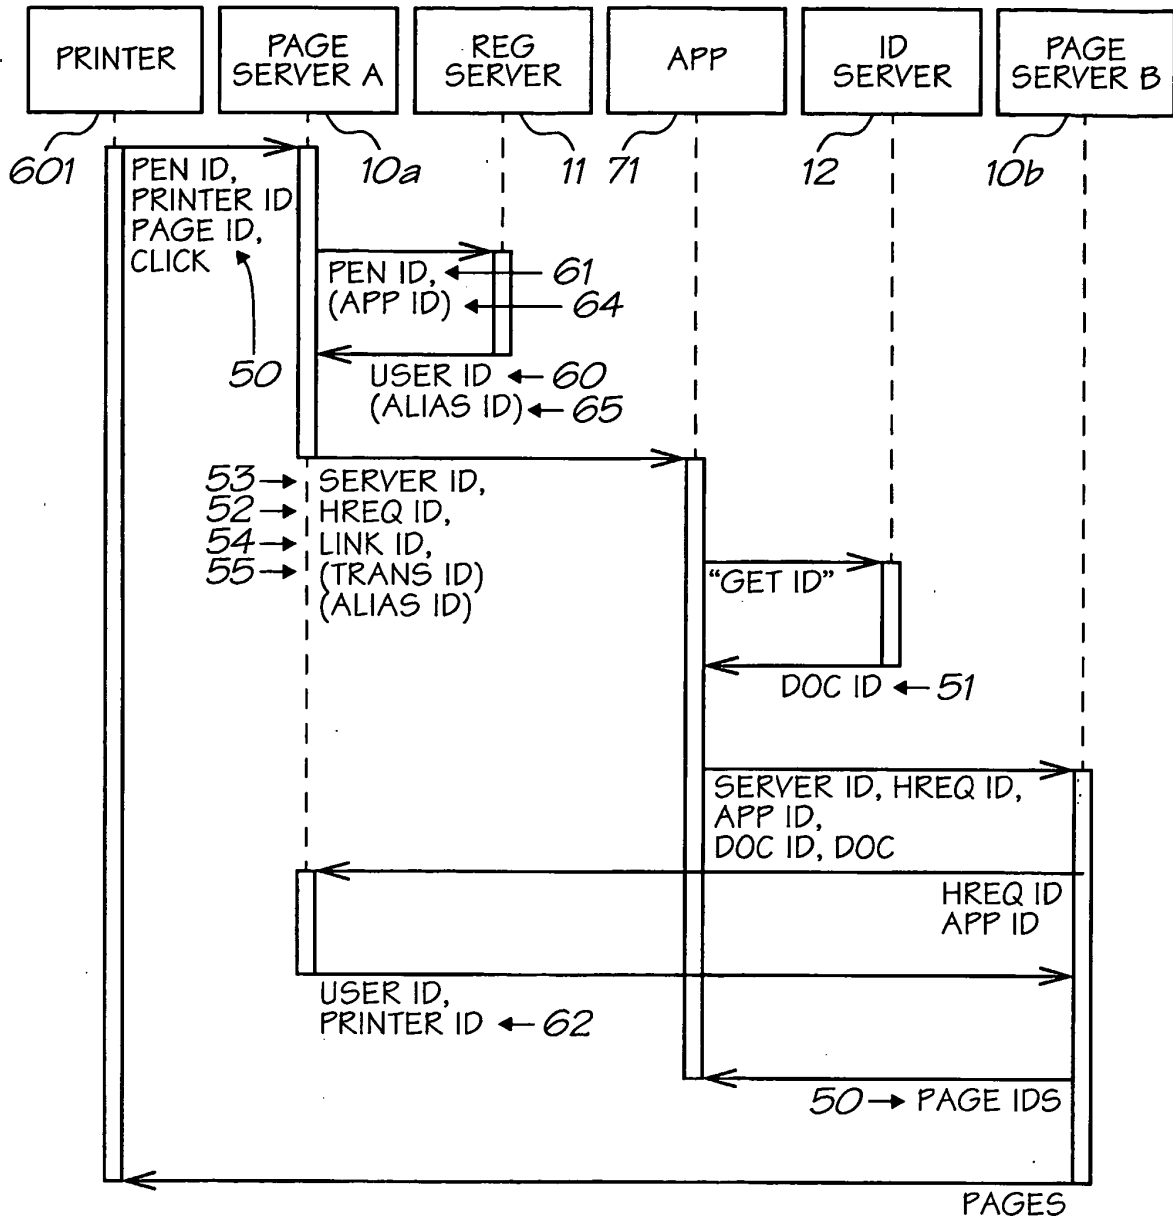 PRINTER
PAGE
SERVER A
REG
SERVER
APP
ID
SERVER
PAGE
SERVER B
601
10a
11
71
12
10b
PEN ID,
PRINTER ID
PAGE ID,
CLICK
50
PEN ID,
61
(APP ID)
64
USER ID
60
(ALIAS ID)
65
53
SERVER ID,
52
HREQ ID,
54
LINK ID,
55
(TRANS ID)
(ALIAS ID)
"GET ID"
DOC ID
51
SERVER ID, HREQ ID,
APP ID,
DOC ID, DOC
HREQ ID
APP ID
USER ID,
PRINTER ID
62
50
PAGE IDS
PAGES